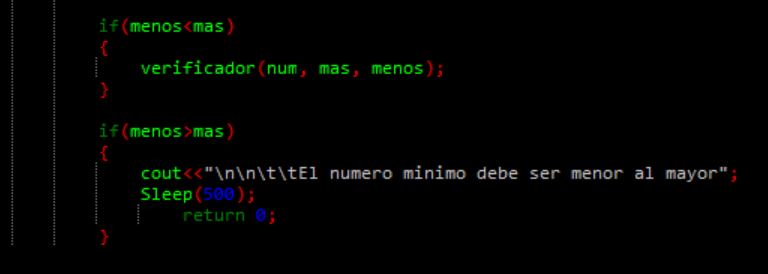 if(menos<mas)
{
verificador(num, mas, menos);
}
if(menos>mas)
{
cout<<"\n\n\t\tEl numero minimo debe ser menor al mayor";
Sleep(500);
return 0;
}